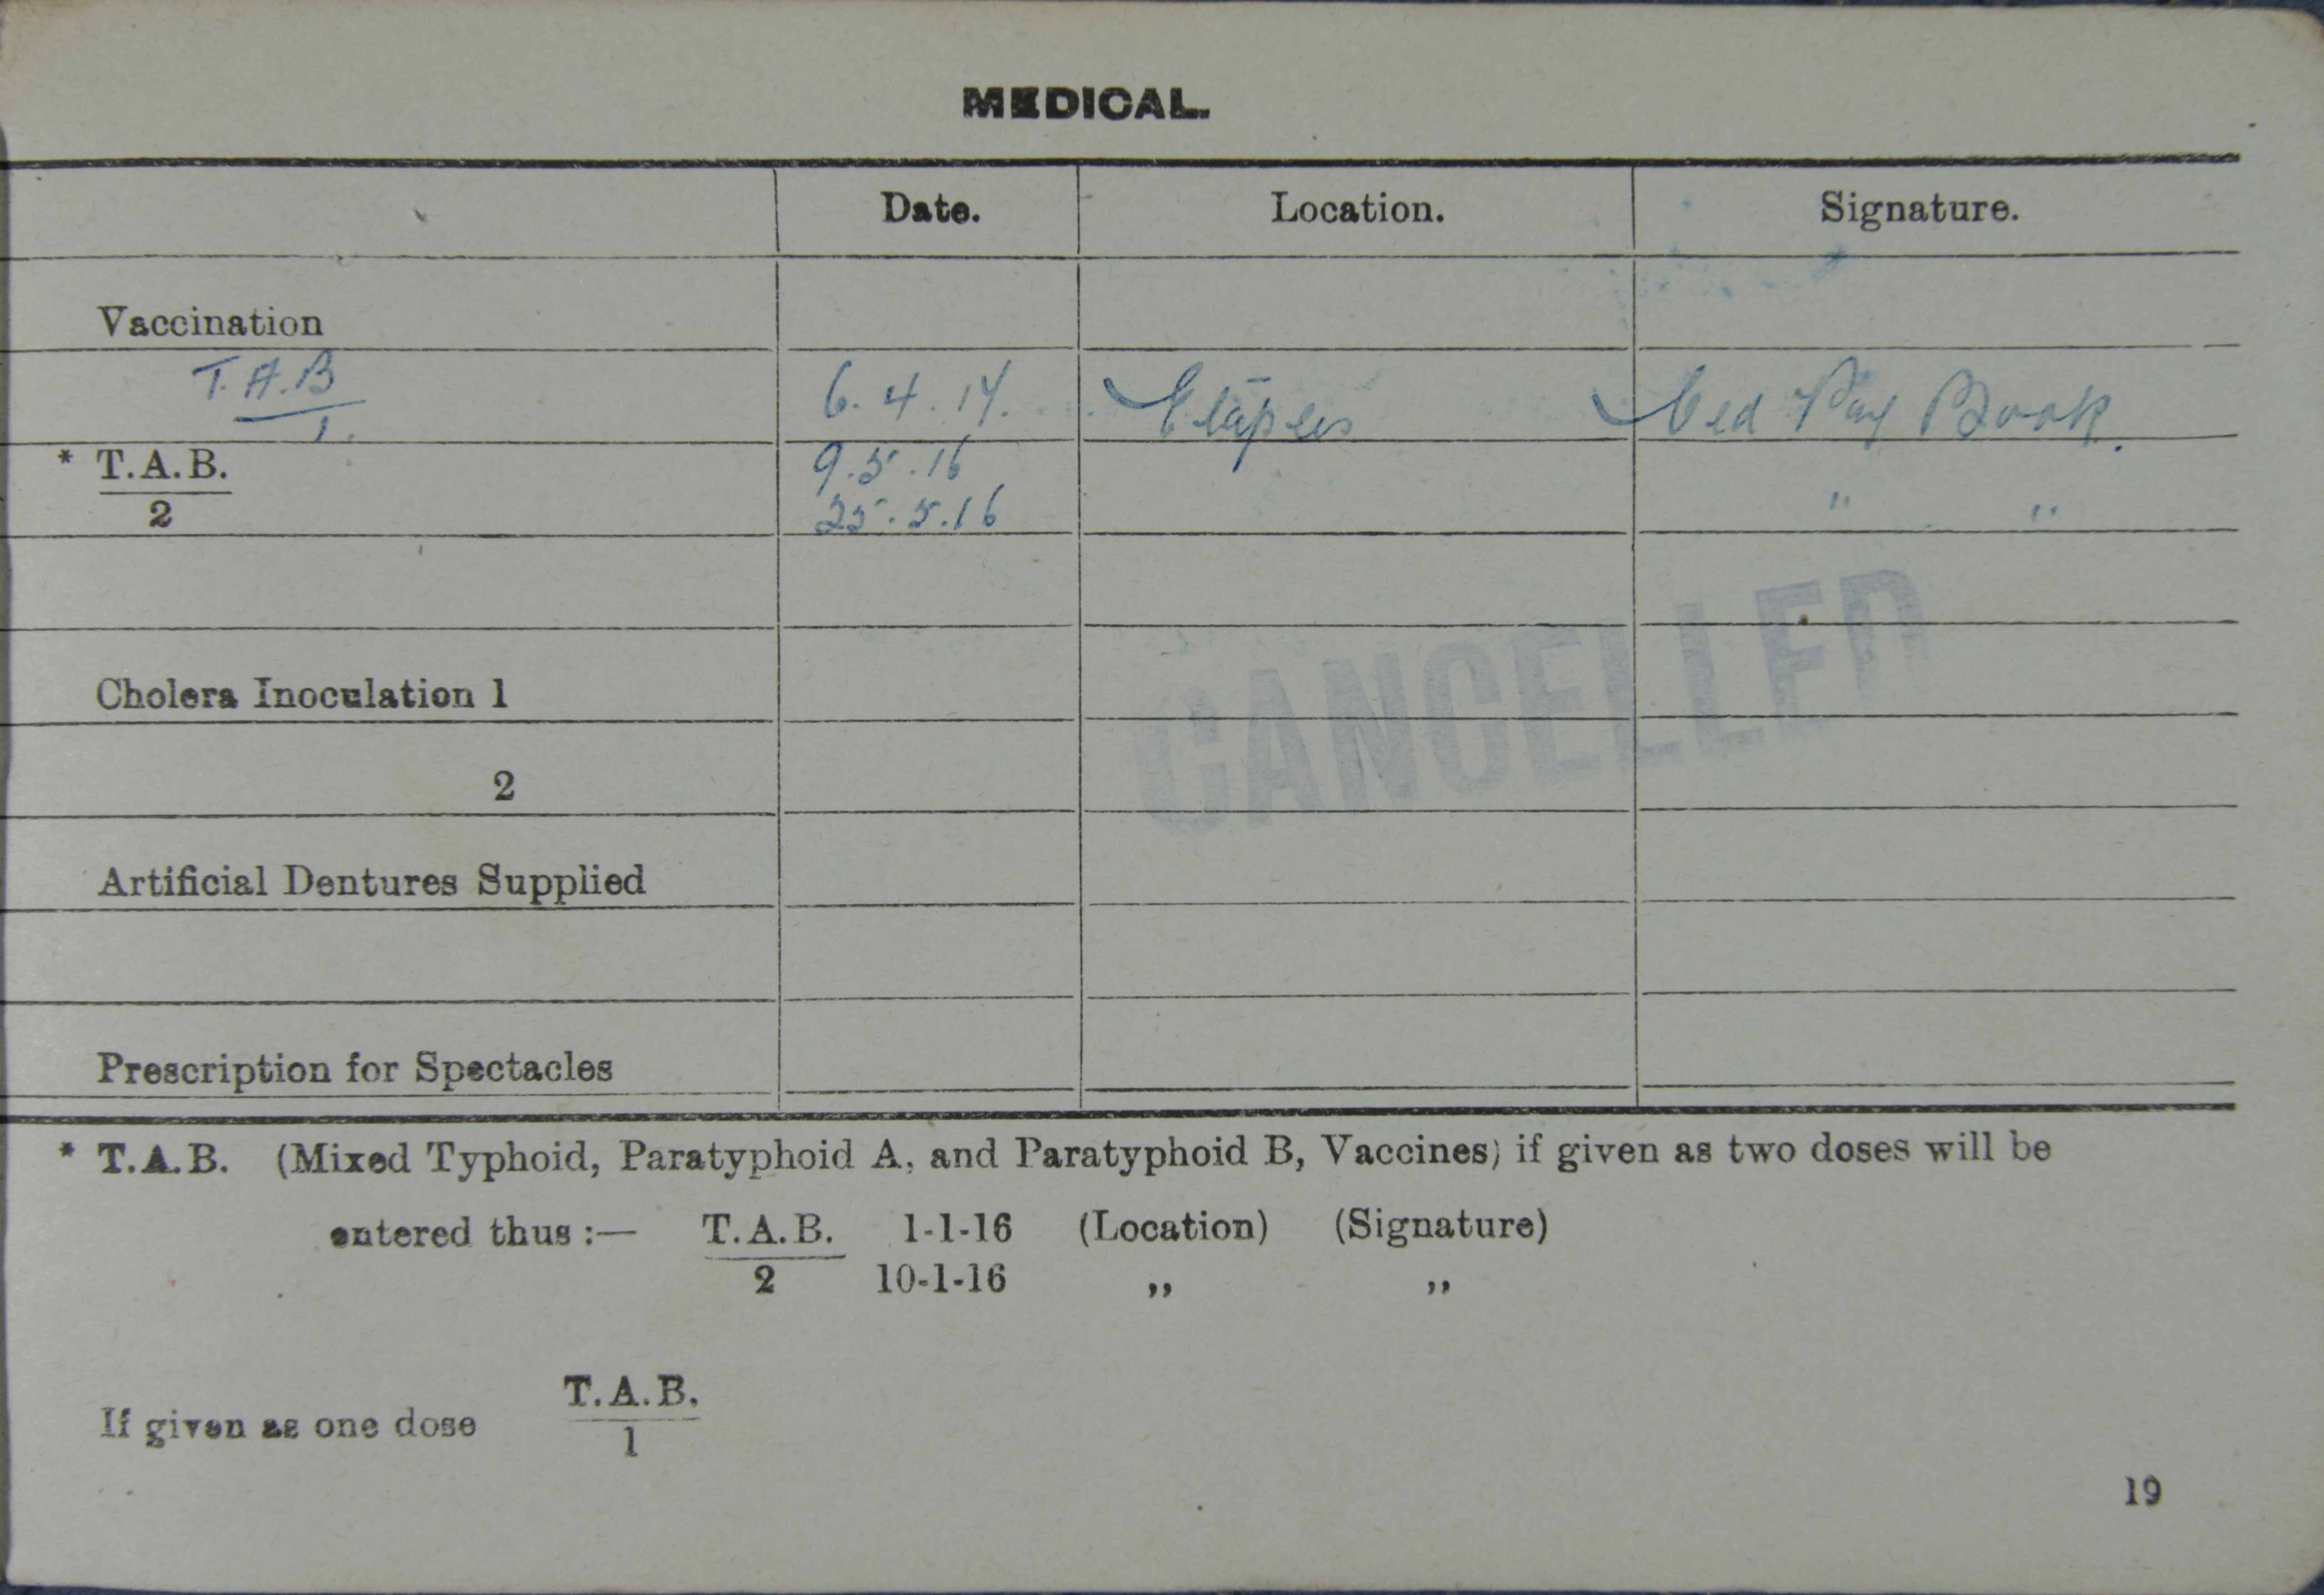 MEDICAL.
Date. Location. Signature.
Vaccination
T.A.B 6.4.17. Etaples Old Pay Book.
1.
* T.A.B. 9.5.16
2 25.5.16 " "
CANCELLED
Cholera Inoculation 1
2
Artificial Dentures Supplied
Prescription for Spectacles
* T.A.B. (Mixed Typhoid, Paratyphoid A, and Paratyphoid B, Vaccines) if given as two doses will be
entered thus :— T.A.B. 1-1-16 (Location) (Signature)
2 10-1-16 ,, ,,
T.A.B.
If given as one dose
1
19